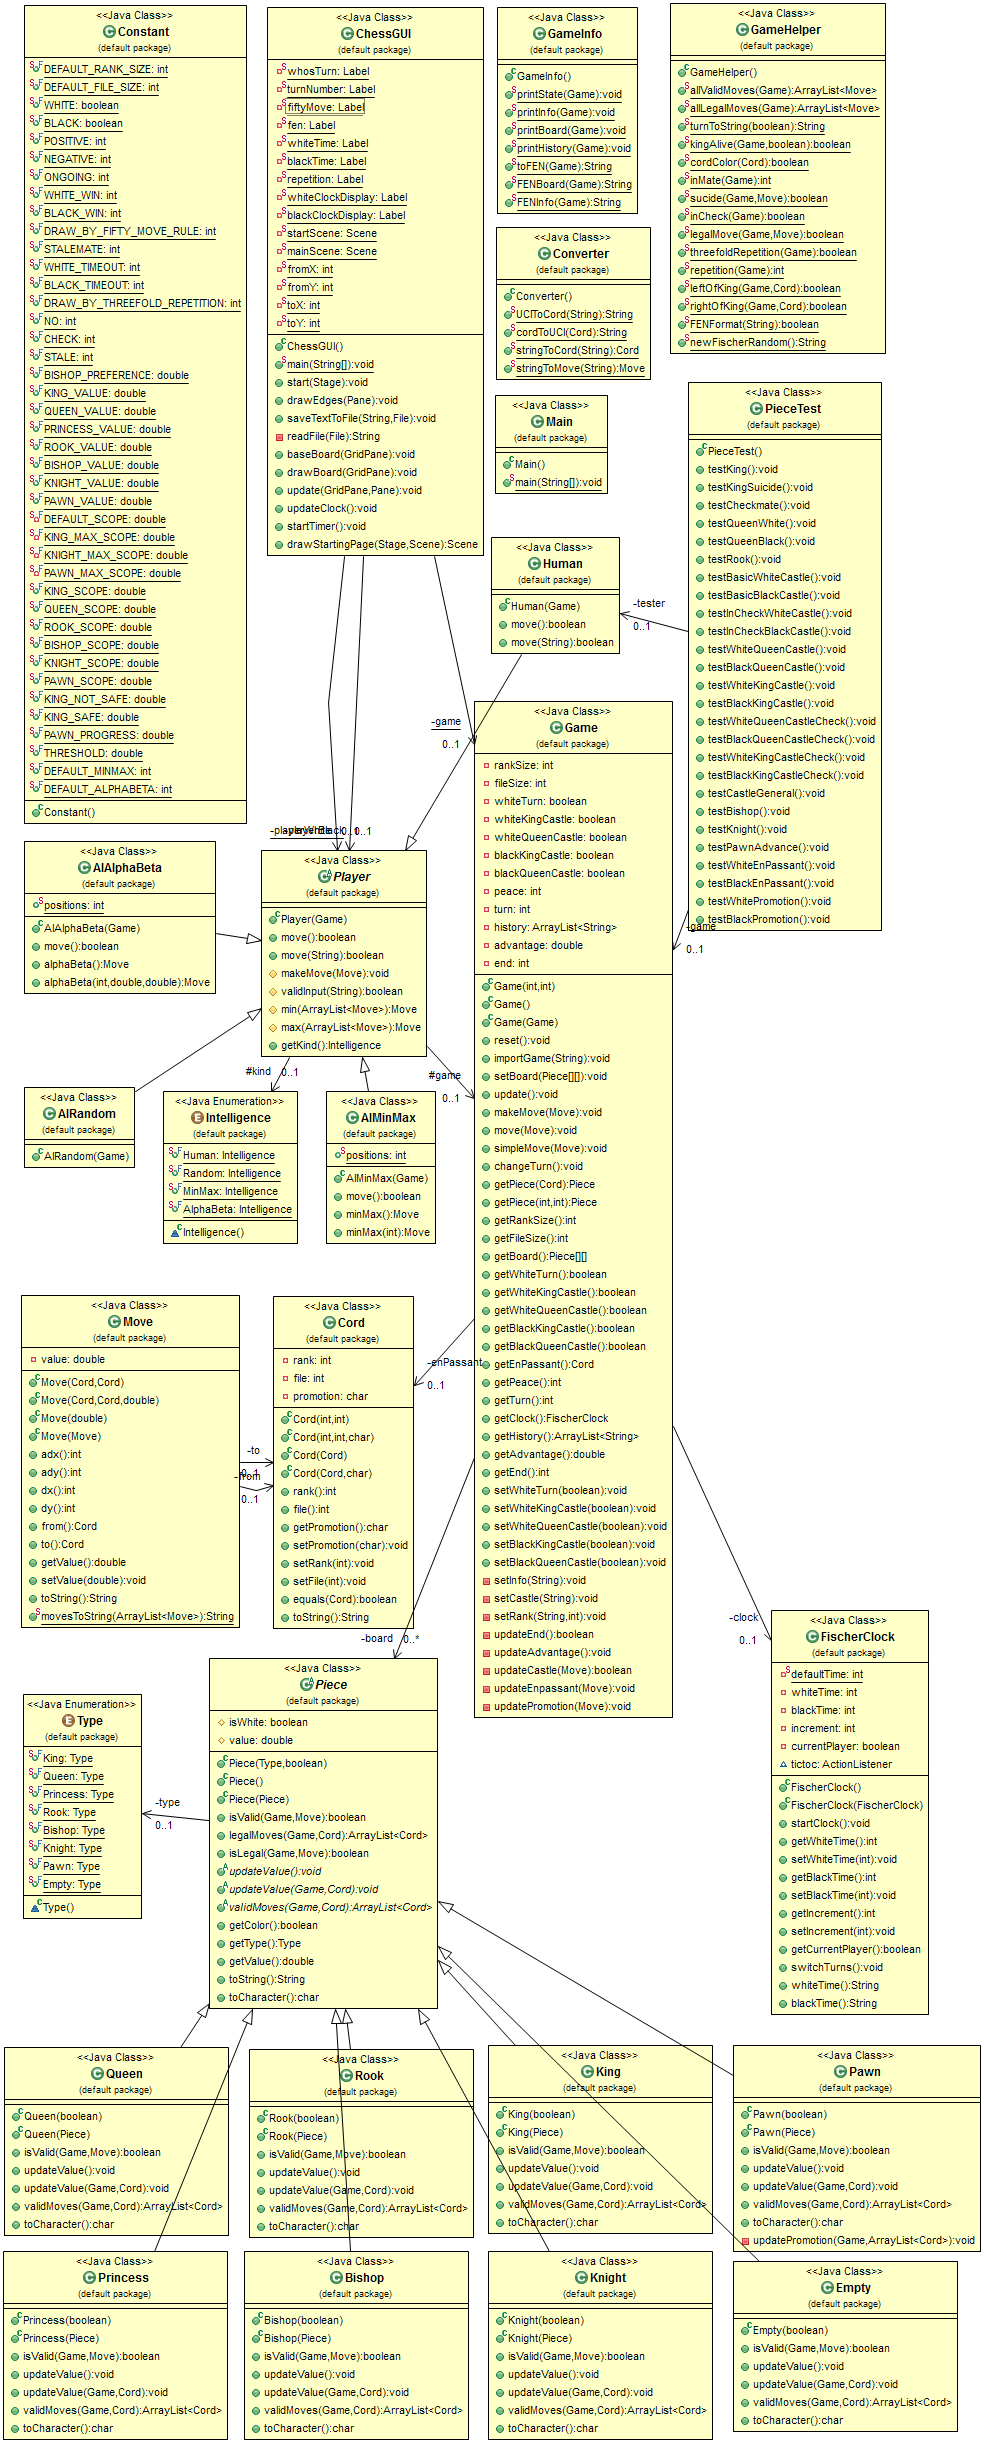 <<Java Class>>
Constant
(default package)
DEFAULT_RANK_SIZE: int
DEFAULT_FILE_SIZE: int
WHITE: boolean
BLACK: boolean
POSITIVE: int
NEGATIVE: int
ONGOING: int
WHITE_WIN: int
BLACK_WIN: int
DRAW_BY_FIFTY_MOVE_RULE: int
STALEMATE: int
WHITE_TIMEOUT: int
BLACK_TIMEOUT: int
DRAW_BY_THREEFOLD_REPETITION: int
NO: int
CHECK: int
STALE: int
BISHOP_PREFERENCE: double
KING_VALUE: double
QUEEN_VALUE: double
PRINCESS_VALUE: double
ROOK_VALUE: double
BISHOP_VALUE: double
KNIGHT_VALUE: double
PAWN_VALUE: double
DEFAULT_SCOPE: double
KING_MAX_SCOPE: double
KNIGHT_MAX_SCOPE: double
PAWN_MAX_SCOPE: double
KING_SCOPE: double
QUEEN_SCOPE: double
ROOK_SCOPE: double
BISHOP_SCOPE: double
KNIGHT_SCOPE: double
PAWN_SCOPE: double
KING_NOT_SAFE: double
KING_SAFE: double
PAWN_PROGRESS: double
THRESHOLD: double
DEFAULT_MINMAX: int
DEFAULT_ALPHABETA: int
Constant()
<<Java Class>>
ChessGUI
(default package)
whosTurn: Label
turnNumber: Label
fiftyMove: Label
fen: Label
whiteTime: Label
blackTime: Label
repetition: Label
whiteClockDisplay: Label
blackClockDisplay: Label
startScene: Scene
mainScene: Scene
fromX: int
fromY: int
toX: int
toY: int
ChessGUI()
main(String[]):void
start(Stage):void
drawEdges(Pane):void
saveTextToFile(String,File):void
readFile(File):String
baseBoard(GridPane):void
drawBoard(GridPane):void
update(GridPane,Pane):void
updateClock():void
startTimer():void
drawStartingPage(Stage,Scene):Scene
<<Java Class>>
GameInfo
(default package)
GameInfo()
printState(Game):void
printInfo(Game):void
printBoard(Game):void
printHistory(Game):void
toFEN(Game):String
FENBoard(Game):String
FENInfo(Game):String
<<Java Class>>
GameHelper
(default package)
GameHelper()
allValidMoves(Game):ArrayList<Move>
allLegalMoves(Game):ArrayList<Move>
turnToString(boolean):String
kingAlive(Game,boolean):boolean
cordColor(Cord):boolean
inMate(Game):int
sucide(Game,Move):boolean
inCheck(Game):boolean
legalMove(Game,Move):boolean
threefoldRepetition(Game):boolean
repetition(Game):int
leftOfKing(Game,Cord):boolean
rightOfKing(Game,Cord):boolean
FENFormat(String):boolean
newFischerRandom():String
<<Java Class>>
Converter
(default package)
Converter()
UCIToCord(String):String
cordToUCI(Cord):String
stringToCord(String):Cord
stringToMove(String):Move
<<Java Class>>
Main
(default package)
Main()
main(String[]):void
<<Java Class>>
PieceTest
(default package)
PieceTest()
testKing():void
testKingSuicide():void
testCheckmate():void
testQueenWhite():void
testQueenBlack():void
testRook():void
testBasicWhiteCastle():void
testBasicBlackCastle():void
testInCheckWhiteCastle():void
testInCheckBlackCastle():void
testWhiteQueenCastle():void
testBlackQueenCastle():void
testWhiteKingCastle():void
testBlackKingCastle():void
testWhiteQueenCastleCheck():void
testBlackQueenCastleCheck():void
testWhiteKingCastleCheck():void
testBlackKingCastleCheck():void
testCastleGeneral():void
testBishop():void
testKnight():void
testPawnAdvance():void
testWhiteEnPassant():void
testBlackEnPassant():void
testWhitePromotion():void
testBlackPromotion():void
<<Java Class>>
Human
(default package)
Human(Game)
move():boolean
move(String):boolean
-tester
0..1
-game
0..1
-game
0..1
<<Java Class>>
Game
(default package)
rankSize: int
fileSize: int
whiteTurn: boolean
whiteKingCastle: boolean
whiteQueenCastle: boolean
blackKingCastle: boolean
blackQueenCastle: boolean
peace: int
turn: int
history: ArrayList<String>
advantage: double
end: int
Game(int,int)
Game()
Game(Game)
reset():void
importGame(String):void
setBoard(Piece[][]):void
update():void
makeMove(Move):void
move(Move):void
simpleMove(Move):void
changeTurn():void
getPiece(Cord):Piece
getPiece(int,int):Piece
getRankSize():int
getFileSize():int
getBoard():Piece[][]
getWhiteTurn():boolean
getWhiteKingCastle():boolean
getWhiteQueenCastle():boolean
getBlackKingCastle():boolean
getBlackQueenCastle():boolean
getEnPassant():Cord
getPeace():int
getTurn():int
getClock():FischerClock
getHistory():ArrayList<String>
getAdvantage():double
getEnd():int
setWhiteTurn(boolean):void
setWhiteKingCastle(boolean):void
setWhiteQueenCastle(boolean):void
setBlackKingCastle(boolean):void
setBlackQueenCastle(boolean):void
setInfo(String):void
setCastle(String):void
setRank(String,int):void
updateEnd():boolean
updateAdvantage():void
updateCastle(Move):boolean
updateEnpassant(Move):void
updatePromotion(Move):void
0..1
0..1
<<Java Class>>
Player
(default package)
Player(Game)
move():boolean
move(String):boolean
makeMove(Move):void
validInput(String):boolean
min(ArrayList<Move>):Move
max(ArrayList<Move>):Move
getKind():Intelligence
<<Java Class>>
AIAlphaBeta
(default package)
positions: int
AIAlphaBeta(Game)
move():boolean
alphaBeta():Move
alphaBeta(int,double,double):Move
#kind
0..1
#game
0..1
<<Java Class>>
AIRandom
(default package)
AIRandom(Game)
<<Java Enumeration>>
Intelligence
(default package)
Human: Intelligence
Random: Intelligence
MinMax: Intelligence
AlphaBeta: Intelligence
Intelligence()
<<Java Class>>
AIMinMax
(default package)
positions: int
AIMinMax(Game)
move():boolean
minMax():Move
minMax(int):Move
<<Java Class>>
Move
(default package)
value: double
Move(Cord,Cord)
Move(Cord,Cord,double)
Move(double)
Move(Move)
adx():int
ady():int
dx():int
dy():int
from():Cord
to():Cord
getValue():double
setValue(double):void
toString():String
movesToString(ArrayList<Move>):String
-to
0..1
-from
0..1
<<Java Class>>
Cord
(default package)
rank: int
file: int
promotion: char
Cord(int,int)
Cord(int,int,char)
Cord(Cord)
Cord(Cord,char)
rank():int
file():int
getPromotion():char
setPromotion(char):void
setRank(int):void
setFile(int):void
equals(Cord):boolean
toString():String
-enPassant
0..1
-board
0..*
-clock
0..1
<<Java Class>>
FischerClock
(default package)
defaultTime: int
whiteTime: int
blackTime: int
increment: int
currentPlayer: boolean
tictoc: ActionListener
FischerClock()
FischerClock(FischerClock)
startClock():void
getWhiteTime():int
setWhiteTime(int):void
getBlackTime():int
setBlackTime(int):void
getIncrement():int
setIncrement(int):void
getCurrentPlayer():boolean
switchTurns():void
whiteTime():String
blackTime():String
<<Java Class>>
Piece
(default package)
isWhite: boolean
value: double
Piece(Type,boolean)
Piece()
Piece(Piece)
isValid(Game,Move):boolean
legalMoves(Game,Cord):ArrayList<Cord>
isLegal(Game,Move):boolean
updateValue():void
updateValue(Game,Cord):void
validMoves(Game,Cord):ArrayList<Cord>
getColor():boolean
getType():Type
getValue():double
toString():String
toCharacter():char
<<Java Enumeration>>
Type
(default package)
King: Type
Queen: Type
Princess: Type
Rook: Type
Bishop: Type
Knight: Type
Pawn: Type
Empty: Type
Type()
-type
0..1
<<Java Class>>
Queen
(default package)
Queen(boolean)
Queen(Piece)
isValid(Game,Move):boolean
updateValue():void
updateValue(Game,Cord):void
validMoves(Game,Cord):ArrayList<Cord>
toCharacter():char
<<Java Class>>
Rook
(default package)
Rook(boolean)
Rook(Piece)
isValid(Game,Move):boolean
updateValue():void
updateValue(Game,Cord):void
validMoves(Game,Cord):ArrayList<Cord>
toCharacter():char
<<Java Class>>
King
(default package)
King(boolean)
King(Piece)
isValid(Game,Move):boolean
updateValue():void
updateValue(Game,Cord):void
validMoves(Game,Cord):ArrayList<Cord>
toCharacter():char
<<Java Class>>
Pawn
(default package)
Pawn(boolean)
Pawn(Piece)
isValid(Game,Move):boolean
updateValue():void
updateValue(Game,Cord):void
validMoves(Game,Cord):ArrayList<Cord>
toCharacter():char
updatePromotion(Game,ArrayList<Cord>):void
<<Java Class>>
Princess
(default package)
Princess(boolean)
Princess(Piece)
isValid(Game,Move):boolean
updateValue():void
updateValue(Game,Cord):void
validMoves(Game,Cord):ArrayList<Cord>
toCharacter():char
<<Java Class>>
Bishop
(default package)
Bishop(boolean)
Bishop(Piece)
isValid(Game,Move):boolean
updateValue():void
updateValue(Game,Cord):void
validMoves(Game,Cord):ArrayList<Cord>
toCharacter():char
<<Java Class>>
Knight
(default package)
Knight(boolean)
Knight(Piece)
isValid(Game,Move):boolean
updateValue():void
updateValue(Game,Cord):void
validMoves(Game,Cord):ArrayList<Cord>
toCharacter():char
<<Java Class>>
Empty
(default package)
Empty(boolean)
isValid(Game,Move):boolean
updateValue():void
updateValue(Game,Cord):void
validMoves(Game,Cord):ArrayList<Cord>
toCharacter():char